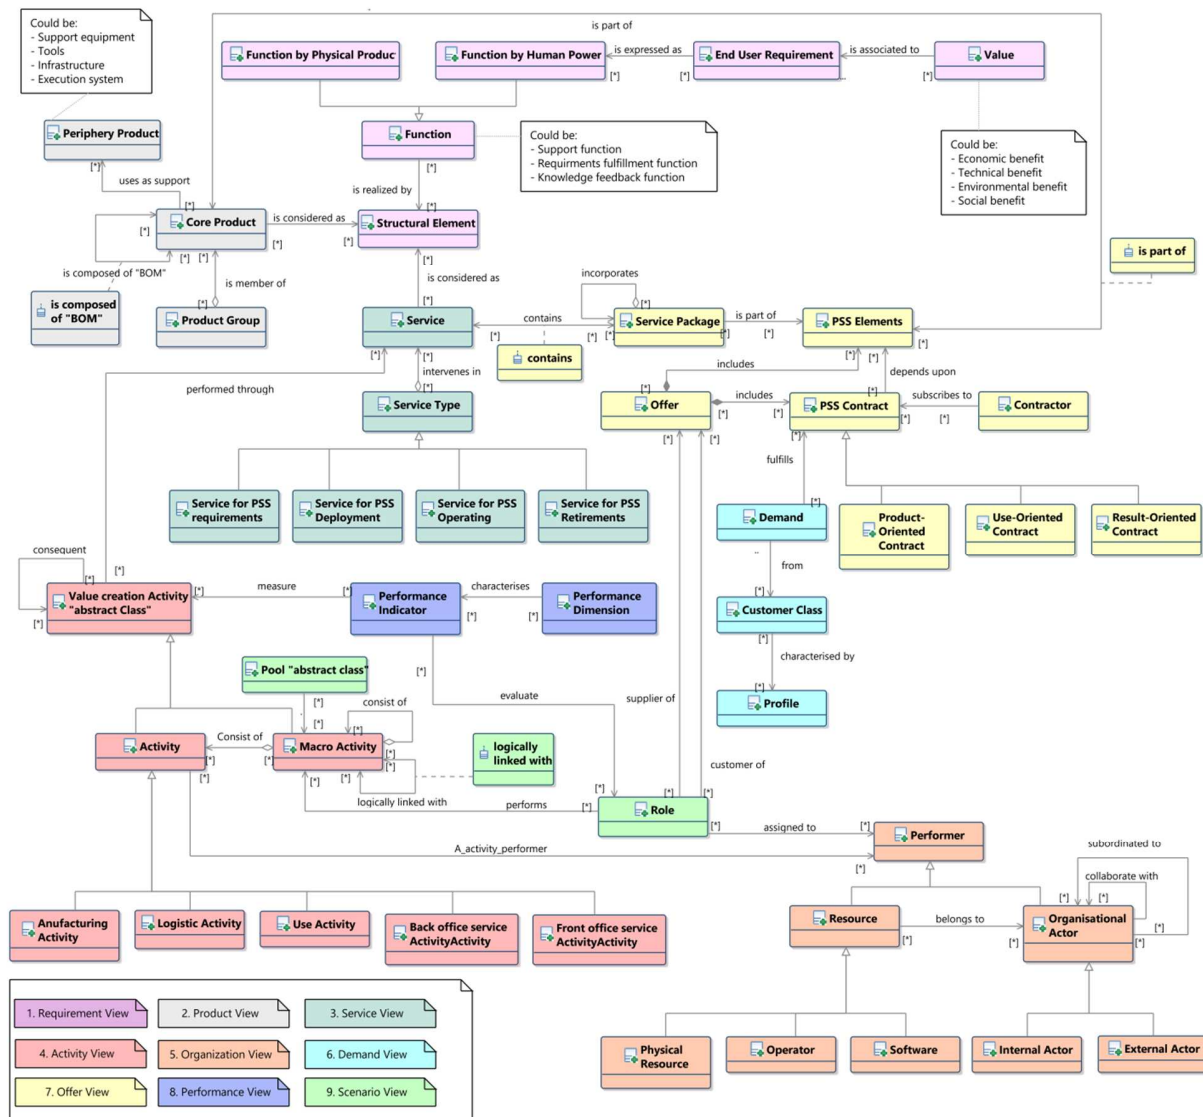 Could be:
- Support equipment
- Tools
- Infrastructure
- Execution system
is part of
Function by Physical Produc
Function by Human Power
is expressed as
[*]
[*]
End User Requirement
is associated to
..
[*]
Value
Periphery Product
[*]
uses as support
[*]
Function
[*]
Could be:
- Support function
- Requirments fulfillment function
- Knowledge feedback function
Could be:
- Economic benefit
- Technical benefit
- Environmental benefit
- Social benefit
is realized by
[*]
Core Product
[*]
[*]
[*]
[*]
[*]
is considered as
[*]
[*]
Structural Element
[*]
is composed of "BOM"
is composed
of "BOM"
is member of
[*]
Product Group
is considered as
[*]
Service
[*]
[*]
[*]
contains
[*]
[*]
contains
incorporates
[*]
[*]
Service Package
[*]
is part of
[*]
PSS Elements
[*]
[*]
[*]
is part of
performed through
intervenes in
[*]
Service Type
includes
[*]
Offer
[*]
includes
[*]
[*]
[*]
depends upon
[*]
PSS Contract
[*]
[*]
subscribes to
[*]
Contractor
fulfills
[*]
Service for PSS
requirements
Service for PSS
Deployment
Service for PSS
Operating
Service for PSS
Retirements
Demand
..
from
[*]
Product-
Oriented
Contract
Use-Oriented
Contract
Result-Oriented
Contract
consequent
[*]
[*]
[*]
Value creation Activity
"abstract Class"
[*]
measure
[*]
Performance
Indicator
[*]
characterises
[*]
[*]
Performance
Dimension
Customer Class
[*]
characterised by
[*]
Profile
Pool "abstract class"
[*]
[*]
consist of
[*]
[*]
[*]
evaluate
[*]
supplier of
customer of
Activity
[*]
[*]
Consist of
[*]
Macro Activity
[*]
[*]
[*]
logically linked with
logically
linked with
performs
[*]
[*]
[*]
Role
[*]
assigned to
[*]
Performer
[*]
A_activity_performer
subordinated to
collaborate with
[*]
[*]
Anufacturing
Activity
Logistic Activity
Use Activity
Back office service
ActivityActivity
Front office service
ActivityActivity
Resource
[*]
belongs to
[*]
Organisational
Actor
[*]
[*]
Physical
Resource
Operator
Software
Internal Actor
External Actor
1. Requirement View
2. Product View
3. Service View
4. Activity View
5. Organization View
6. Demand View
7. Offer View
8. Performance View
9. Scenario View